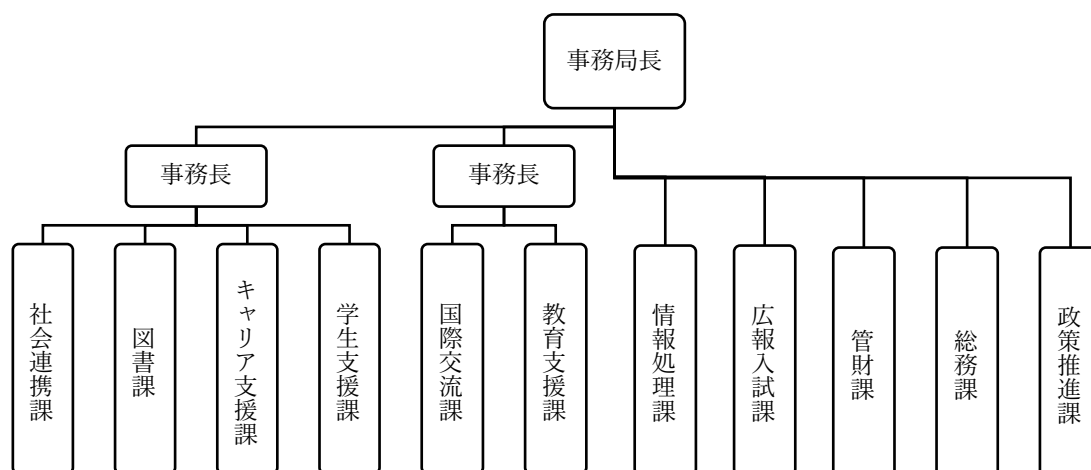 事務局長
事務長
事務長
社会連携課
図書課
キャリア支援課
学生支援課
国際交流課
教育支援課
情報処理課
広報入試課
管財課
総務課
政策推進課